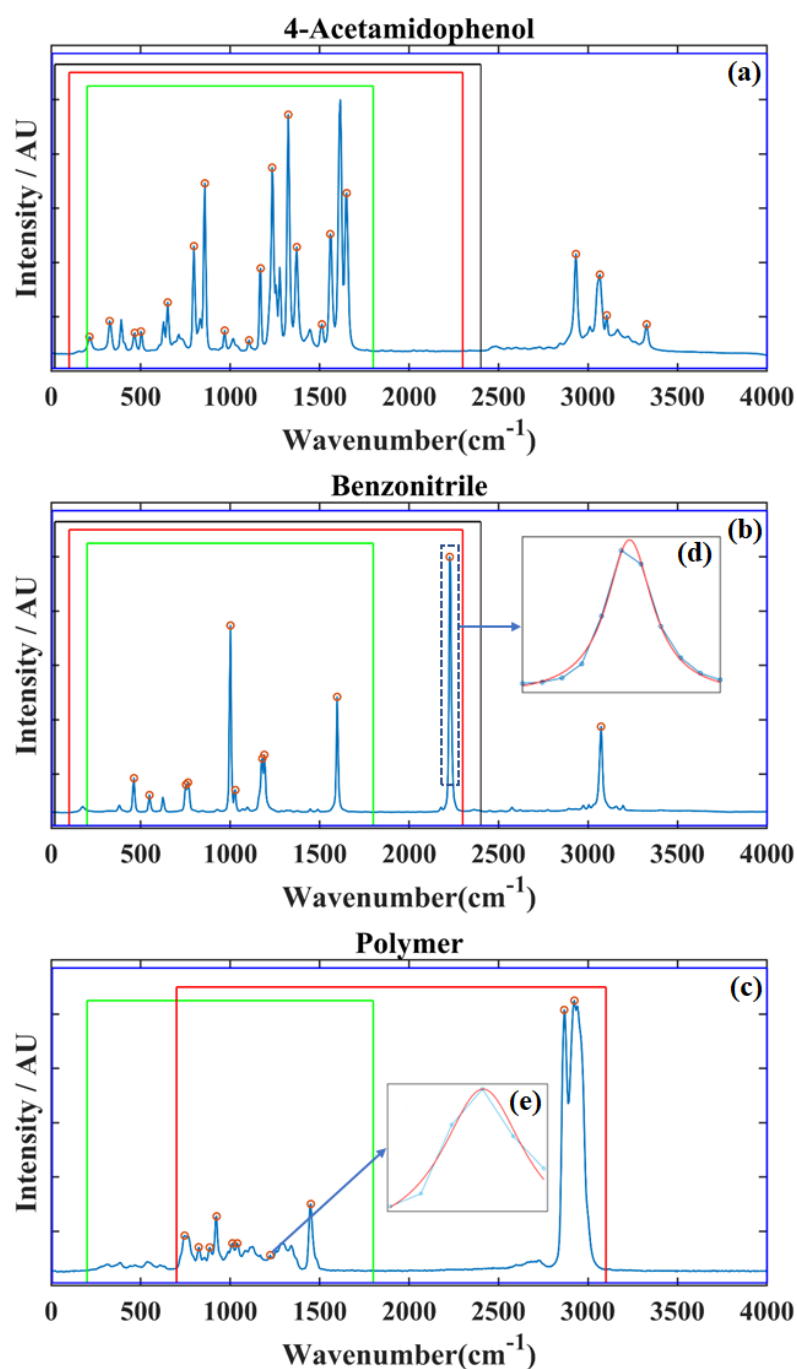 4-Acetamidophenol
(a)
Intensity / AU
0 500 1000 1500 2000 2500 3000 3500 4000
Wavenumber(cm⁻¹)
Benzonitrile
(b)
(d)
Intensity / AU
0 500 1000 1500 2000 2500 3000 3500 4000
Wavenumber(cm⁻¹)
Polymer
(c)
(e)
Intensity / AU
0 500 1000 1500 2000 2500 3000 3500 4000
Wavenumber(cm⁻¹)